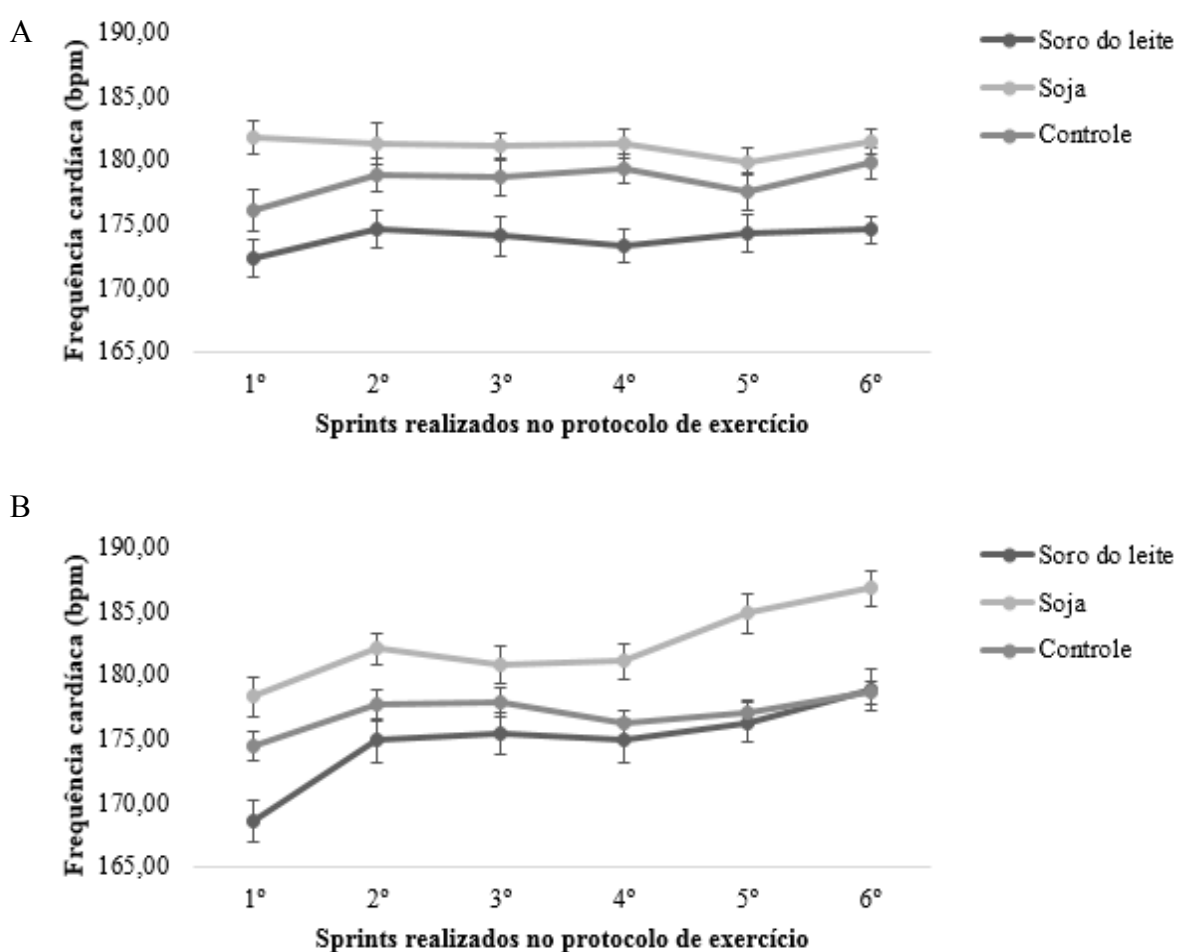 A
190,00
185,00
180,00
175,00
170,00
165,00
Frequência cardíaca (bpm)
1º 2º 3º 4º 5º 6º
Sprints realizados no protocolo de exercício
Soro do leite
Soja
Controle
B
190,00
185,00
180,00
175,00
170,00
165,00
Frequência cardíaca (bpm)
1º 2º 3º 4º 5º 6º
Sprints realizados no protocolo de exercício
Soro do leite
Soja
Controle